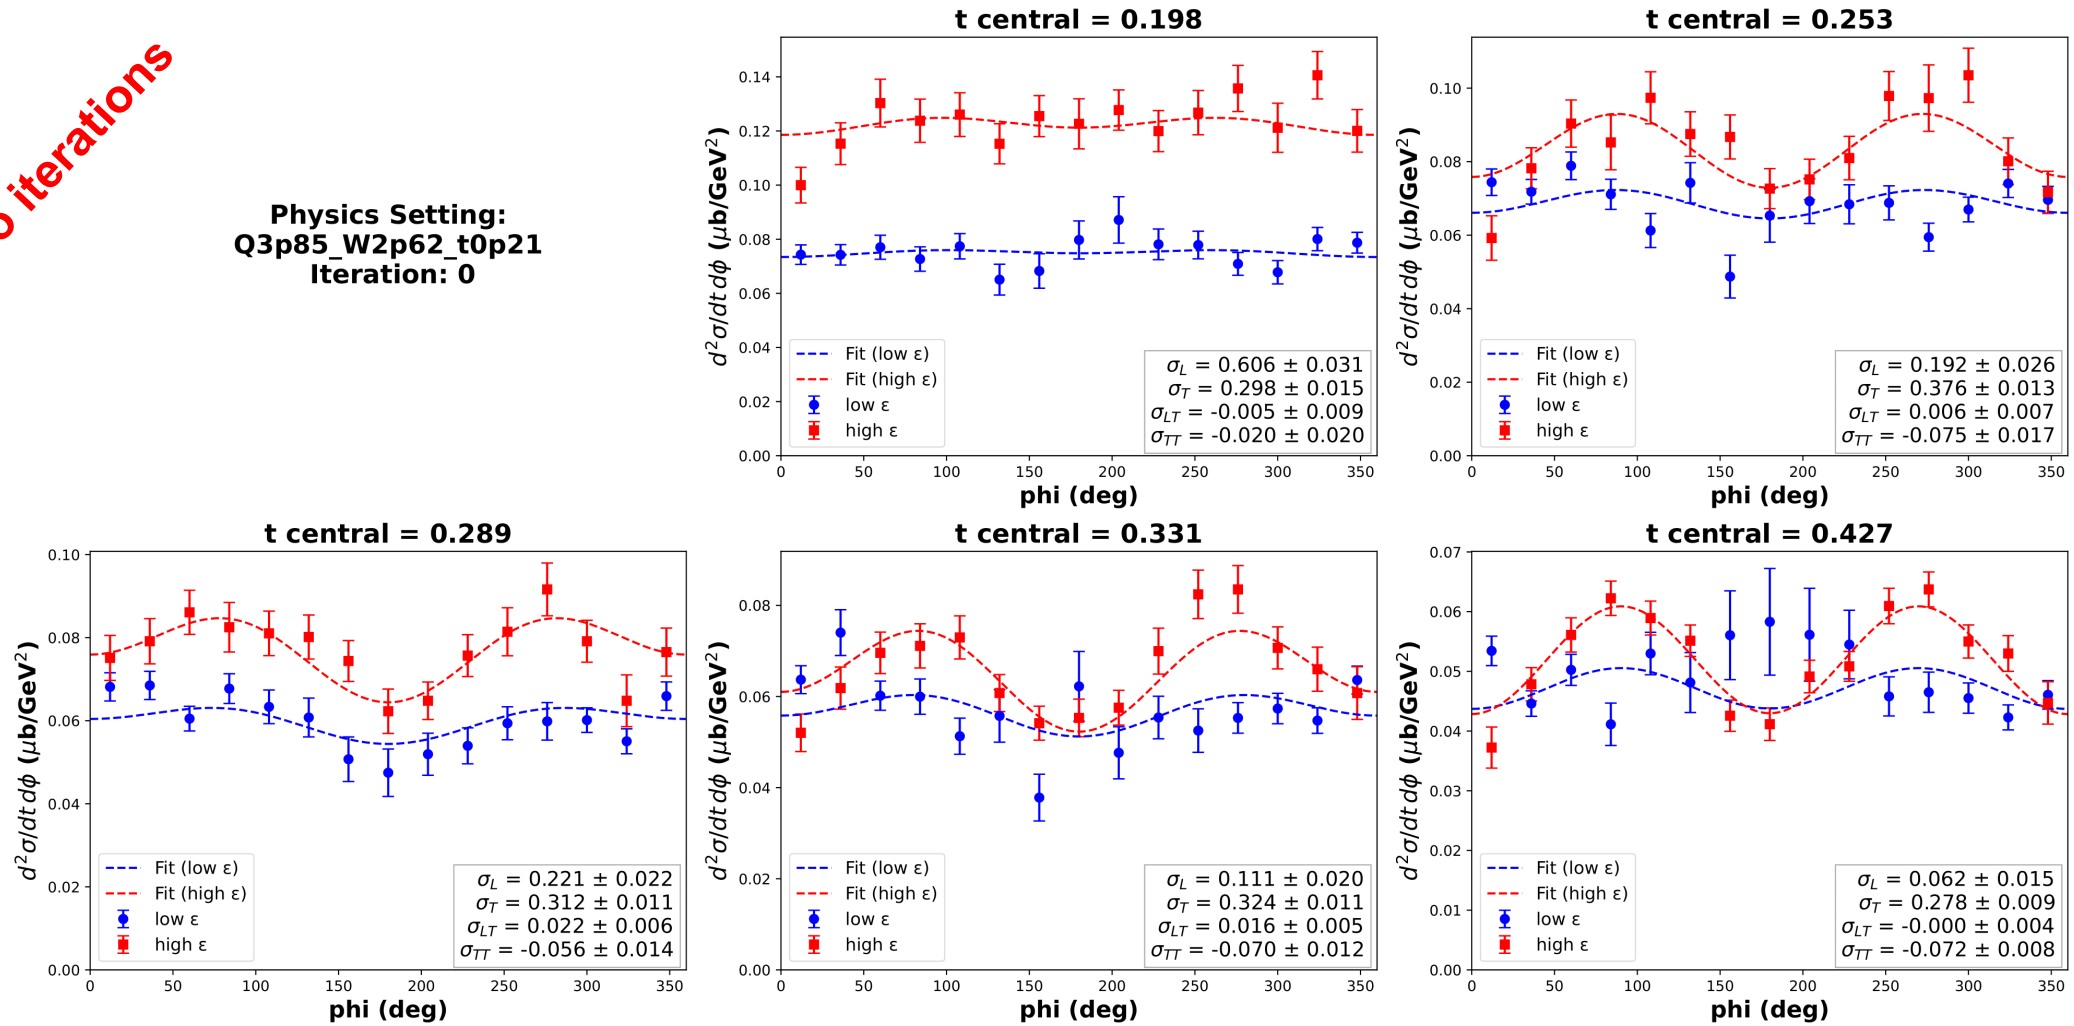 iterations
Physics Setting:
Q3p85_W2p62_t0p21
Iteration: 0
t central = 0.198
d²σ/dt dϕ (μb/GeV²)
0.14
0.12
0.10
0.08
0.06
0.04
0.02
0.00
Fit (low ε)
Fit (high ε)
low ε
high ε
σ_L = 0.606 ± 0.031
σ_T = 0.298 ± 0.015
σ_LT = -0.005 ± 0.009
σ_TT = -0.020 ± 0.020
0 50 100 150 200 250 300 350
phi (deg)
t central = 0.253
d²σ/dt dϕ (μb/GeV²)
0.10
0.08
0.06
0.04
0.02
0.00
Fit (low ε)
Fit (high ε)
low ε
high ε
σ_L = 0.192 ± 0.026
σ_T = 0.376 ± 0.013
σ_LT = 0.006 ± 0.007
σ_TT = -0.075 ± 0.017
0 50 100 150 200 250 300 350
phi (deg)
t central = 0.289
d²σ/dt dϕ (μb/GeV²)
0.10
0.08
0.06
0.04
0.02
0.00
Fit (low ε)
Fit (high ε)
low ε
high ε
σ_L = 0.221 ± 0.022
σ_T = 0.312 ± 0.011
σ_LT = 0.022 ± 0.006
σ_TT = -0.056 ± 0.014
0 50 100 150 200 250 300 350
phi (deg)
t central = 0.331
d²σ/dt dϕ (μb/GeV²)
0.08
0.06
0.04
0.02
0.00
Fit (low ε)
Fit (high ε)
low ε
high ε
σ_L = 0.111 ± 0.020
σ_T = 0.324 ± 0.011
σ_LT = 0.016 ± 0.005
σ_TT = -0.070 ± 0.012
0 50 100 150 200 250 300 350
phi (deg)
t central = 0.427
d²σ/dt dϕ (μb/GeV²)
0.07
0.06
0.05
0.04
0.03
0.02
0.01
0.00
Fit (low ε)
Fit (high ε)
low ε
high ε
σ_L = 0.062 ± 0.015
σ_T = 0.278 ± 0.009
σ_LT = -0.000 ± 0.004
σ_TT = -0.072 ± 0.008
0 50 100 150 200 250 300 350
phi (deg)